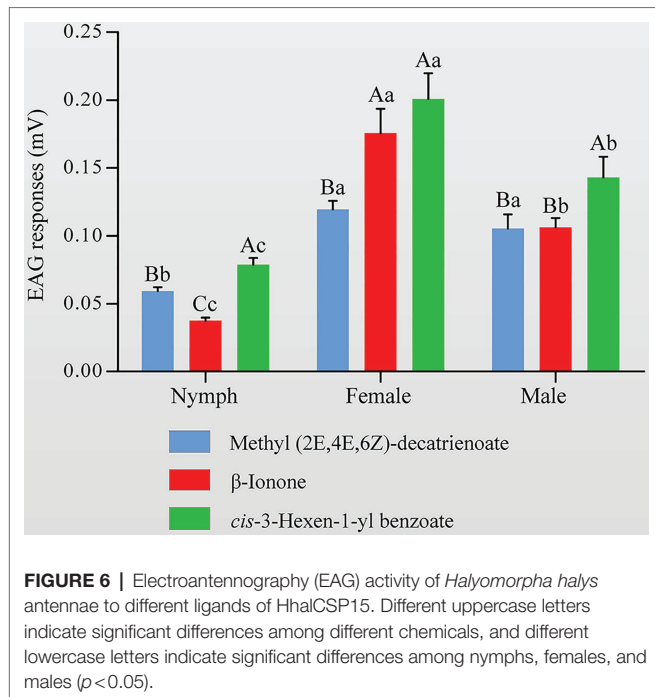 0.25
Aa
Aa
0.20
Ab
0.15
Ba
Ba
Bb
0.10
Ac
Bb
Cc
0.05
0.00
EAG responses (mV)
Nymph Female Male
Methyl (2E,4E,6Z)-decatrienoate
β-Ionone
cis-3-Hexen-1-yl benzoate
FIGURE 6 | Electroantennography (EAG) activity of Halyomorpha halys
antennae to different ligands of HhalCSP15. Different uppercase letters
indicate significant differences among different chemicals, and different
lowercase letters indicate significant differences among nymphs, females, and
males (p<0.05).